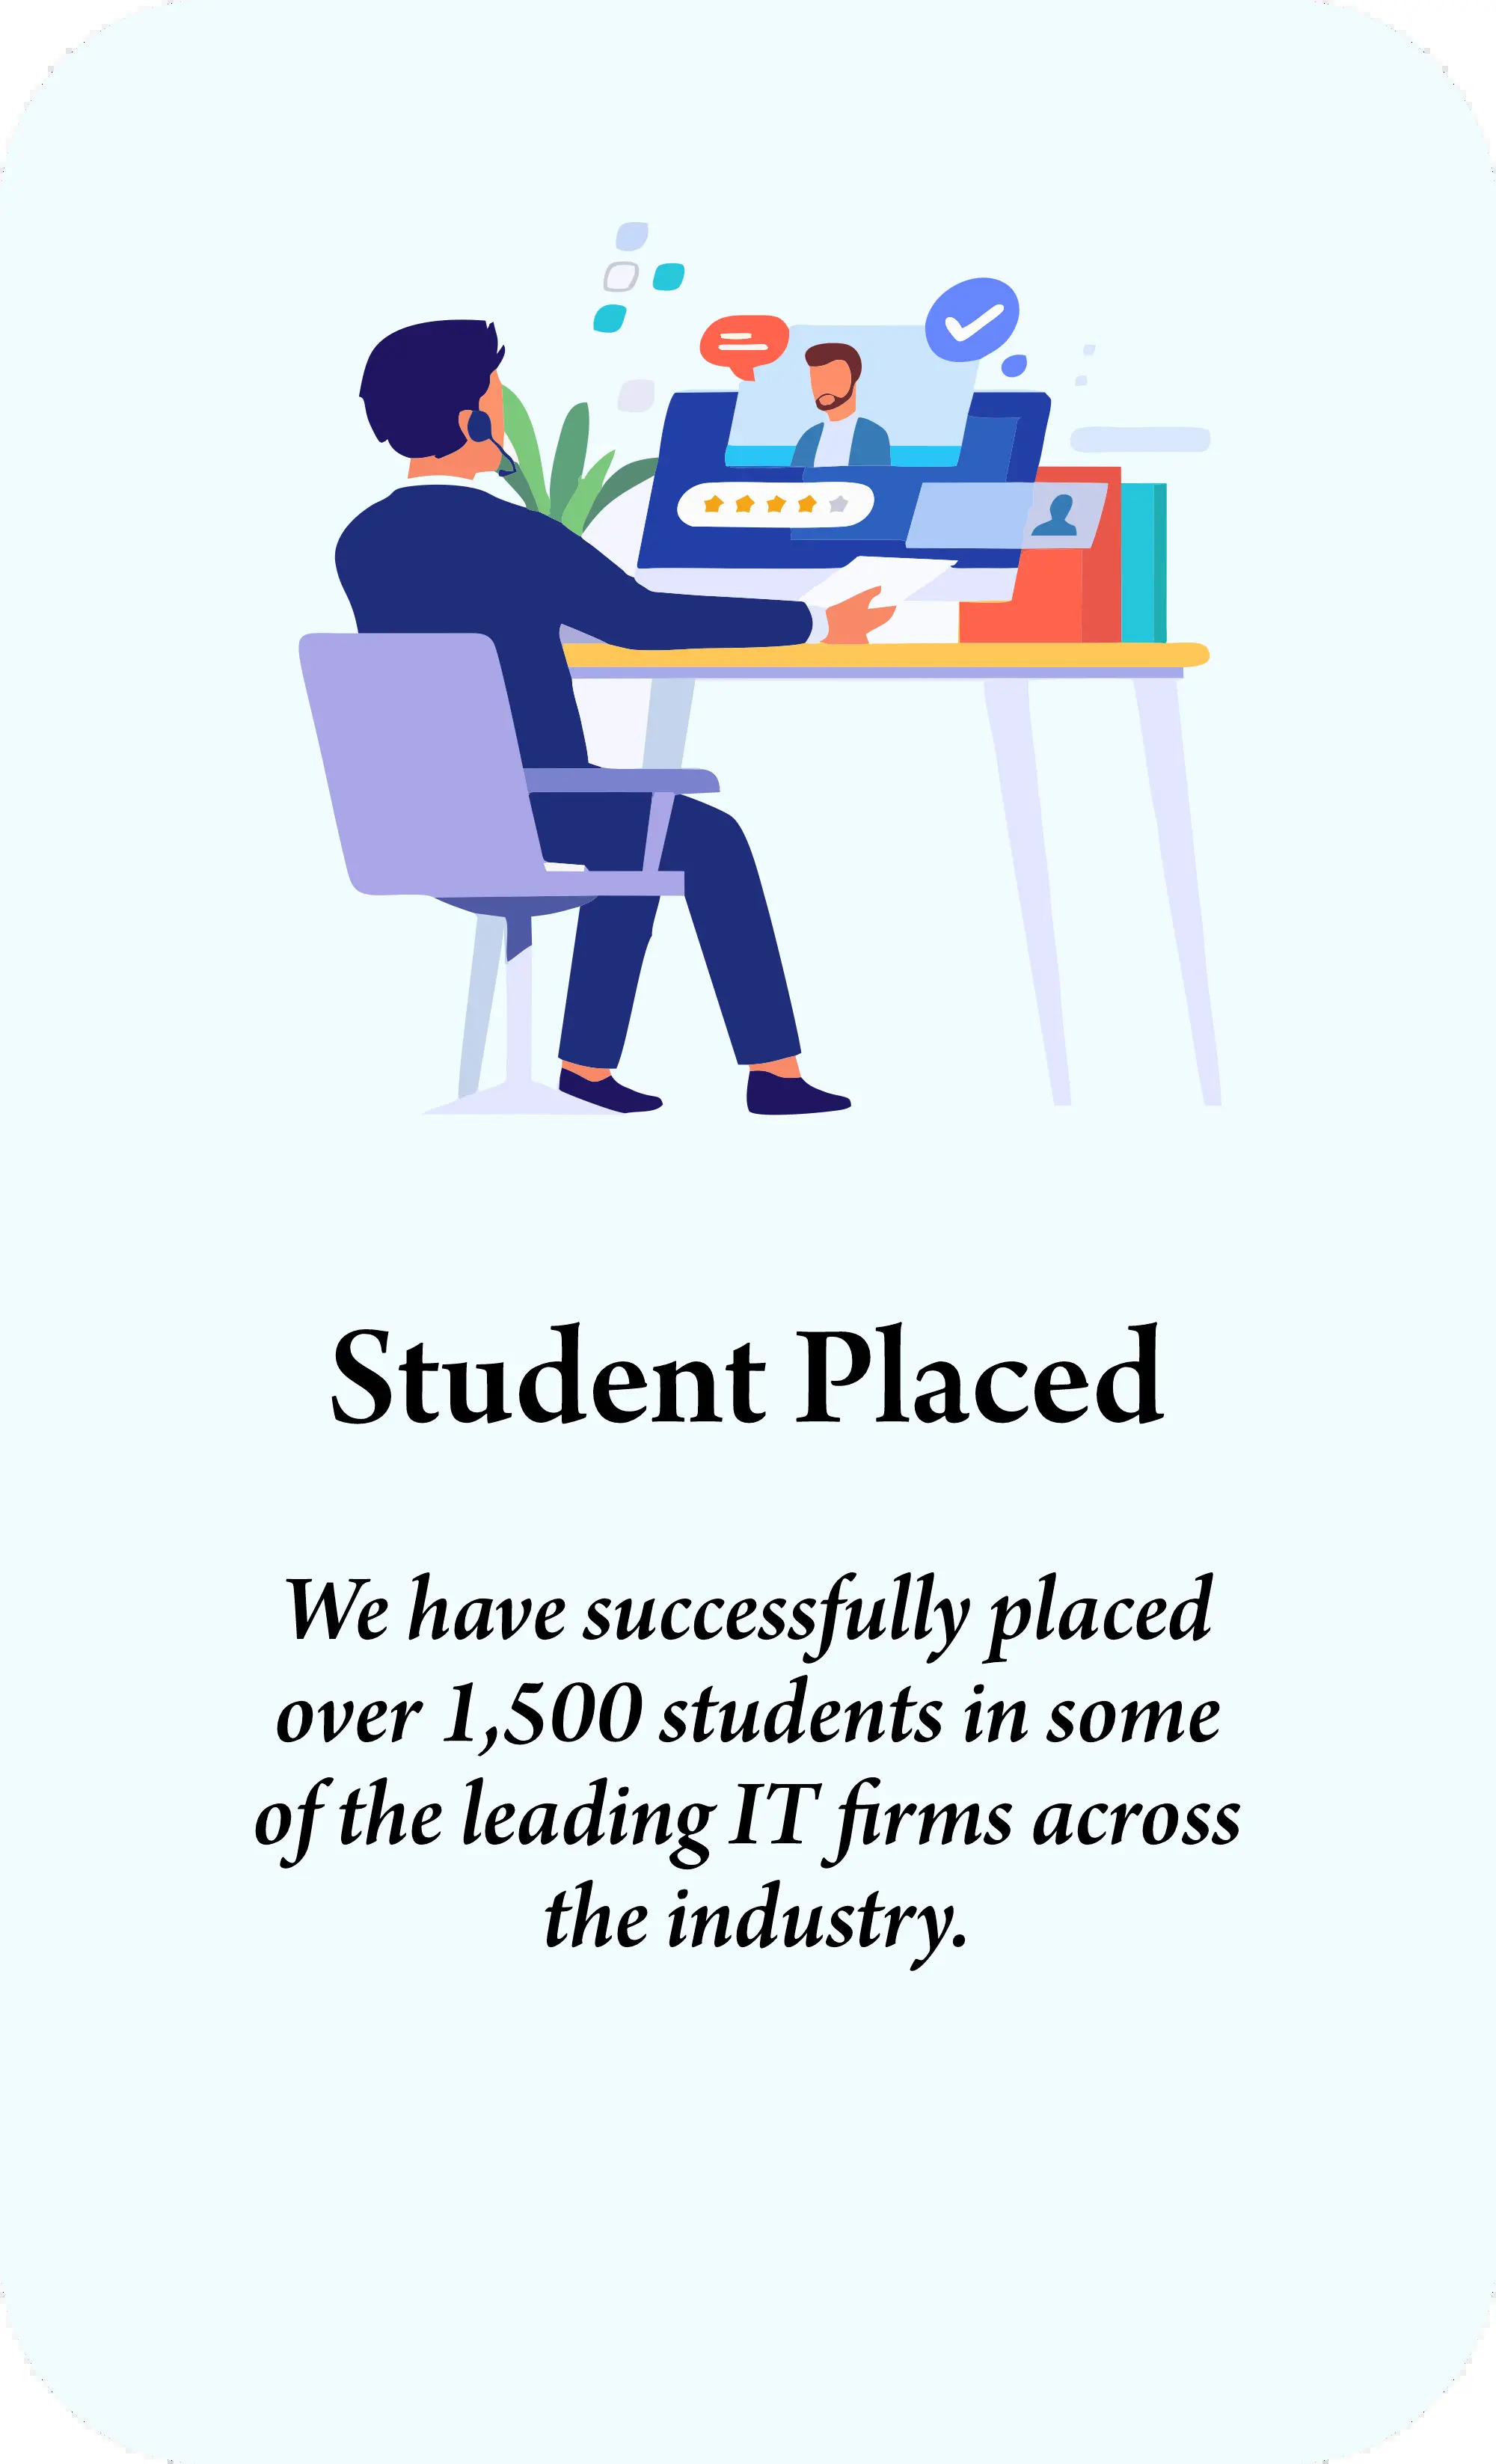 Student Placed
We have successfully placed
over 1,500 students in some
of the leading IT firms across
the industry.